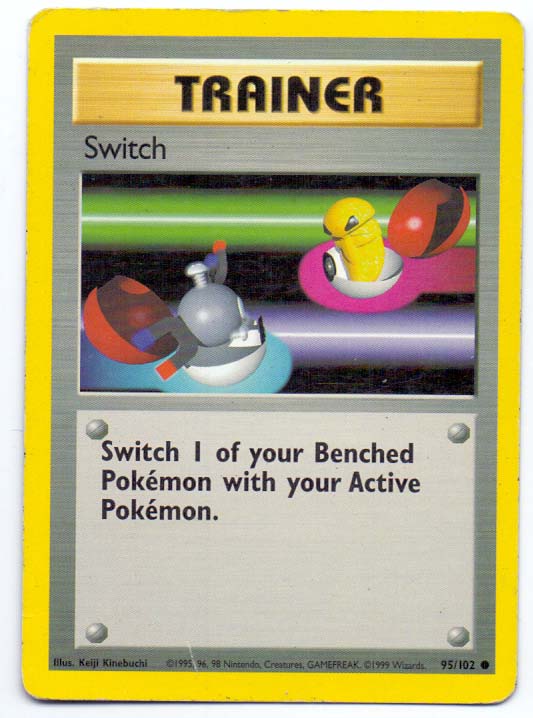 TRAINER
Switch
Switch 1 of your Benched
Pokémon with your Active
Pokémon.
Illus. Keiji Kinebuchi ©1995, 96, 98 Nintendo, Creatures, GAMEFREAK. ©1999 Wizards. 95/102 ●